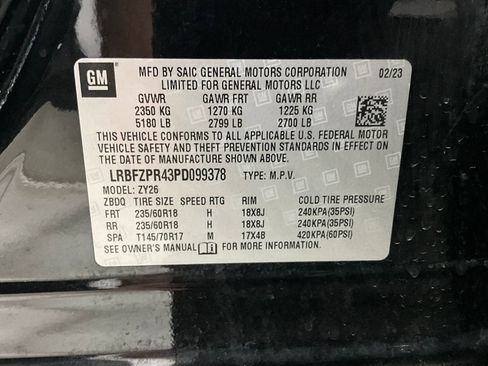 GM
MFD BY SAIC GENERAL MOTORS CORPORATION 02/23
LIMITED FOR GENERAL MOTORS LLC
GVWR GAWR FRT GAWR RR
2350 KG 1270 KG 1225 KG
5180 LB 2799 LB 2700 LB
THIS VEHICLE CONFORMS TO ALL APPLICABLE U.S. FEDERAL MOTOR
VEHICLE SAFETY AND THEFT PREVENTION STANDARDS IN EFFECT ON
THE DATE OF MANUFACTURE SHOWN ABOVE.
LRBFZPR43PD099378 TYPE: M.P.V.
MODEL: ZY26
ZBDQ TIRE SIZE SPEED RTG RIM COLD TIRE PRESSURE
FRT 235/60R18 H 18X8J 240KPA(35PSI)
RR 235/60R18 H 18X8J 240KPA(35PSI)
SPA T145/70R17 M 17X4B 420KPA(60PSI)
SEE OWNER'S MANUAL FOR MORE INFORMATION.